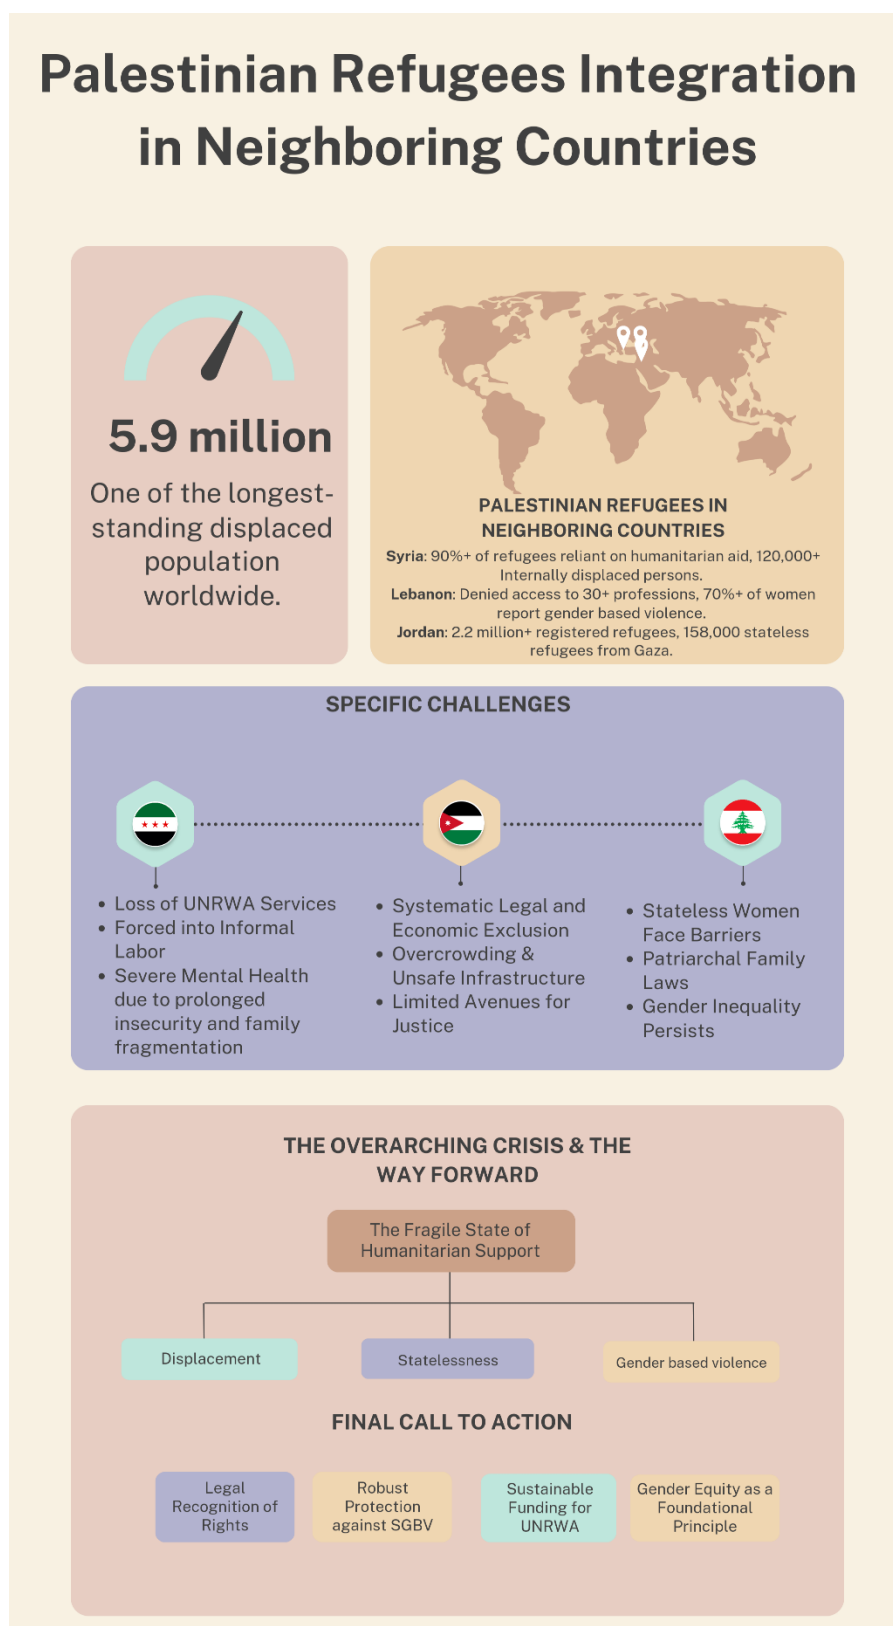 Palestinian Refugees Integration
in Neighboring Countries
5.9 million
One of the longest-
standing displaced
population
worldwide.
PALESTINIAN REFUGEES IN
NEIGHBORING COUNTRIES
Syria: 90%+ of refugees reliant on humanitarian aid, 120,000+
Internally displaced persons.
Lebanon: Denied access to 30+ professions, 70%+ of women
report gender based violence.
Jordan: 2.2 million+ registered refugees, 158,000 stateless
refugees from Gaza.
SPECIFIC CHALLENGES
• Loss of UNRWA Services
• Forced into Informal
Labor
• Severe Mental Health
due to prolonged
insecurity and family
fragmentation
• Systematic Legal and
Economic Exclusion
• Overcrowding &
Unsafe Infrastructure
• Limited Avenues for
Justice
• Stateless Women
Face Barriers
• Patriarchal Family
Laws
• Gender Inequality
Persists
THE OVERARCHING CRISIS & THE
WAY FORWARD
The Fragile State of
Humanitarian Support
Displacement
Statelessness
Gender based violence
FINAL CALL TO ACTION
Legal
Recognition of
Rights
Robust
Protection
against SGBV
Sustainable
Funding for
UNRWA
Gender Equity as a
Foundational
Principle